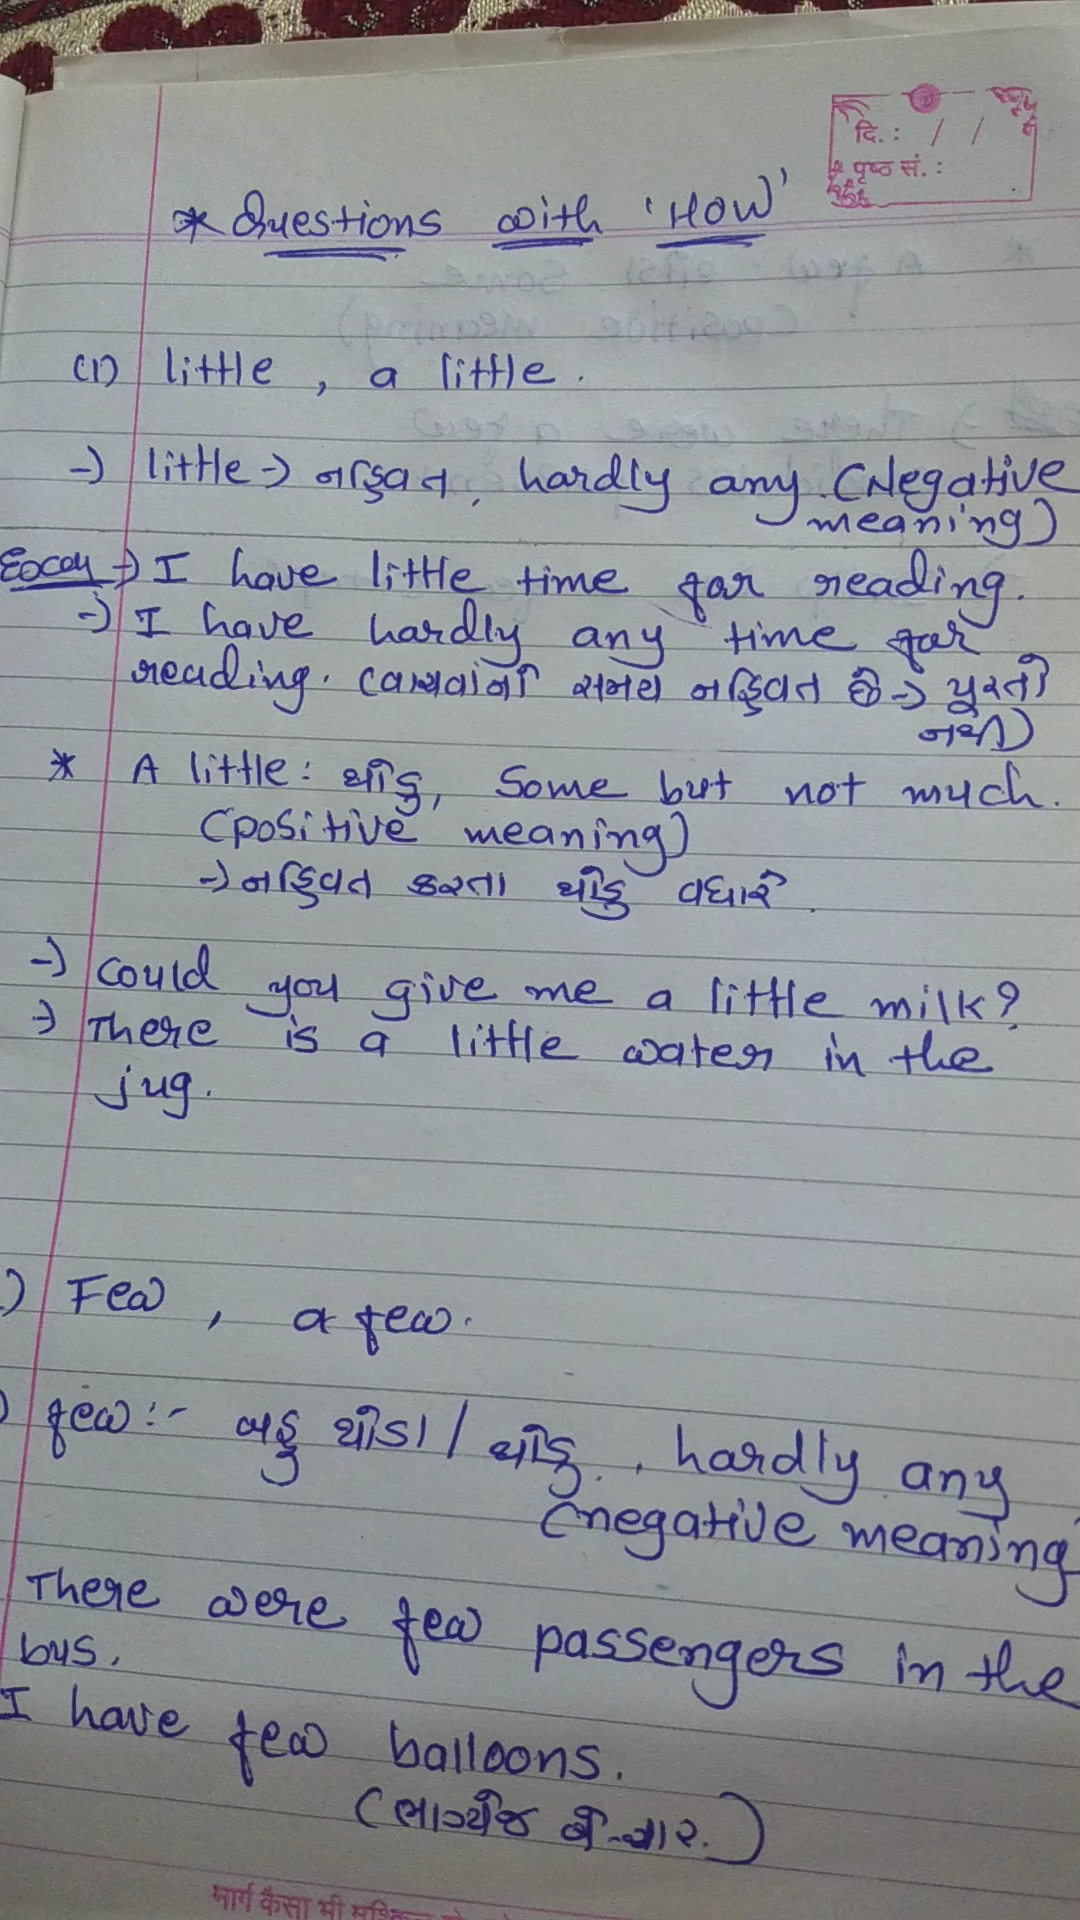 दि.: / /
पृष्ठ सं. :
* Questions with 'HOW'
(1) little , a little .
→ little → નહિવત , hardly any (Negative
meaning)
→ I have little time for reading.
→ I have hardly any time for
reading. (વાંચવાનો સમય નહિવત છે → પૂરતો
નથી)
* A little : થોડું, Some but not much.
(positive meaning)
→ નહિવત કરતા થોડું વધારે .
→ Could you give me a little milk?
→ There is a little water in the
jug.
) Few , a few.
few :- બહુ થોડા / થોડું . , hardly any
(negative meaning
There were few passengers in the
bus.
I have few balloons.
(ભાગ્યેજ બે-ચાર.)
मार्ग कैसा भी